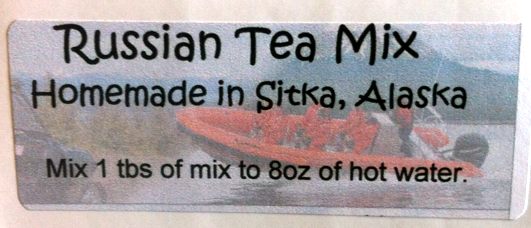 Russian Tea Mix
Homemade in Sitka, Alaska
Mix 1 tbs of mix to 8oz of hot water.